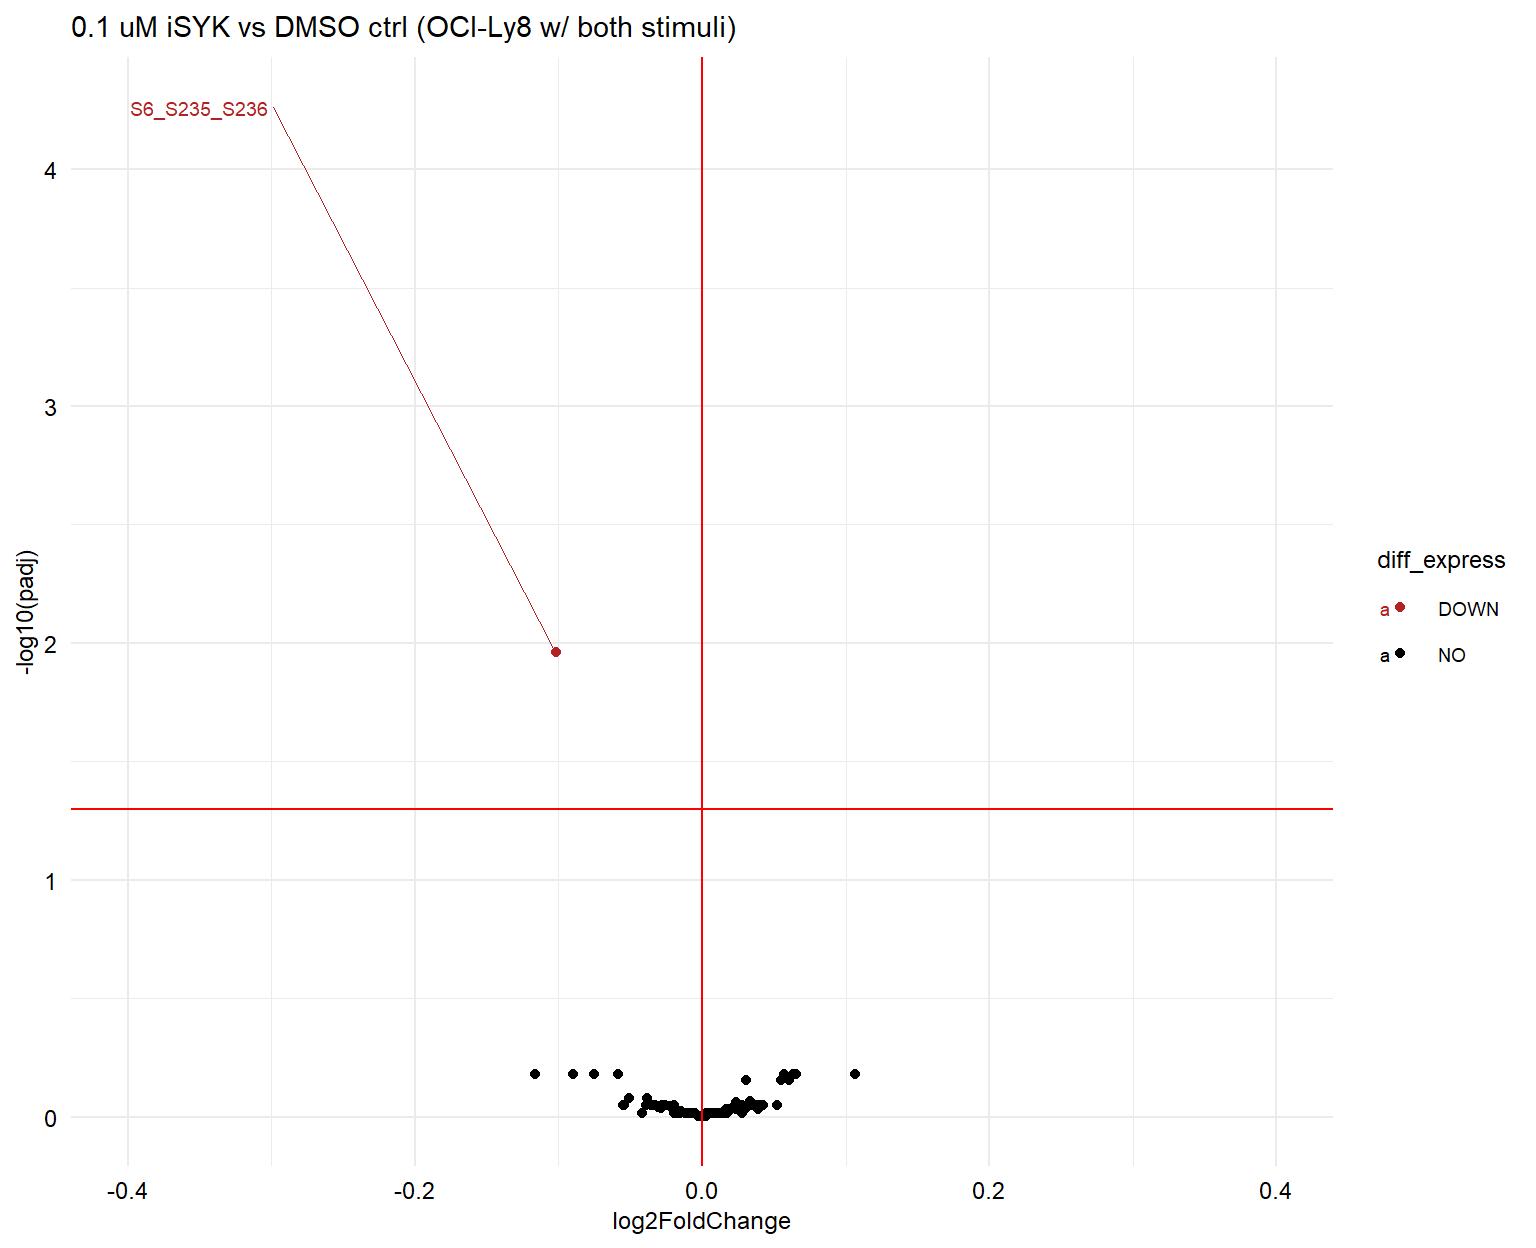 0.1 uM iSYK vs DMSO ctrl (OCI-Ly8 w/ both stimuli)
S6_S235_S236
4
3
2
1
0
-log10(padj)
-0.4
-0.2
0.0
0.2
0.4
log2FoldChange
diff_express
a DOWN
a NO